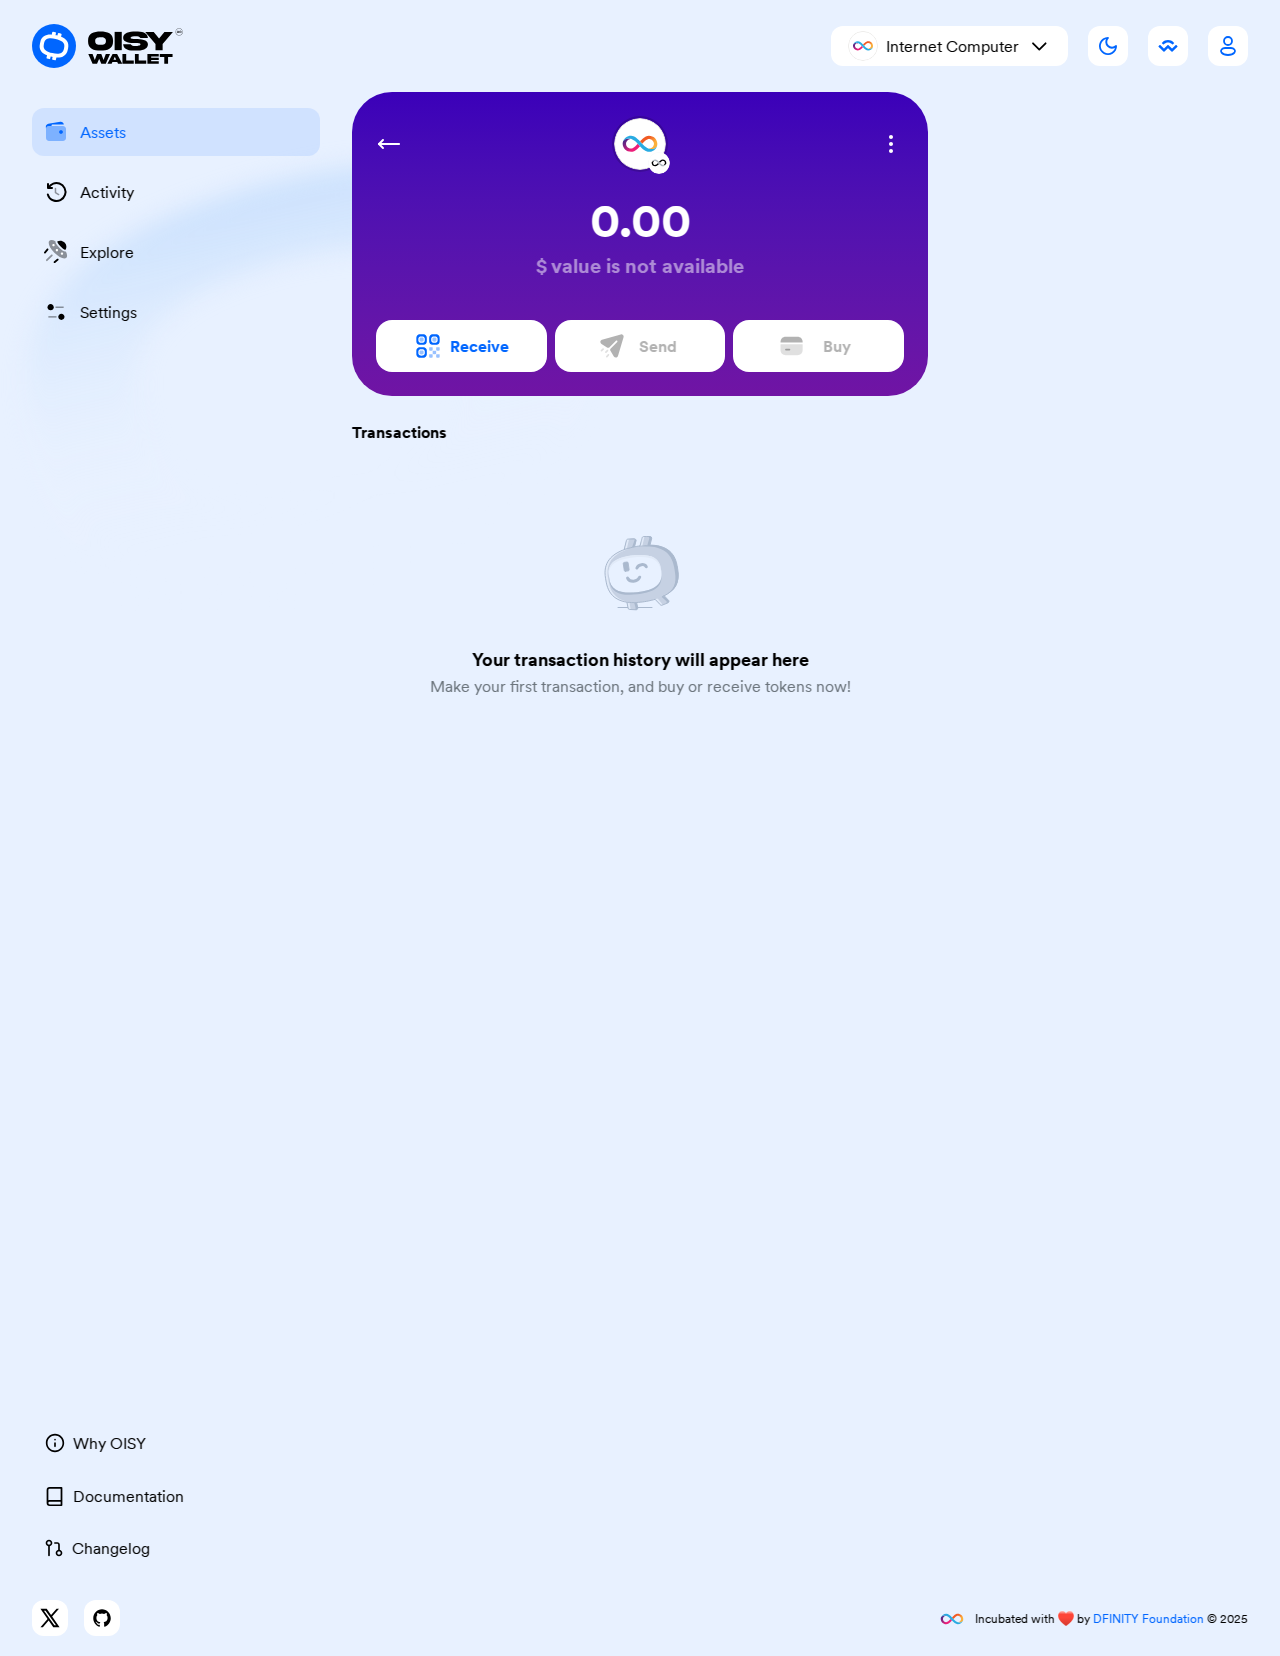 OISY
WALLET
Internet Computer
Assets
Activity
Explore
Settings
0.00
$ value is not available
Receive
Send
Buy
Transactions
Your transaction history will appear here
Make your first transaction, and buy or receive tokens now!
Why OISY
Documentation
Changelog
Incubated with ❤️ by DFINITY Foundation © 2025